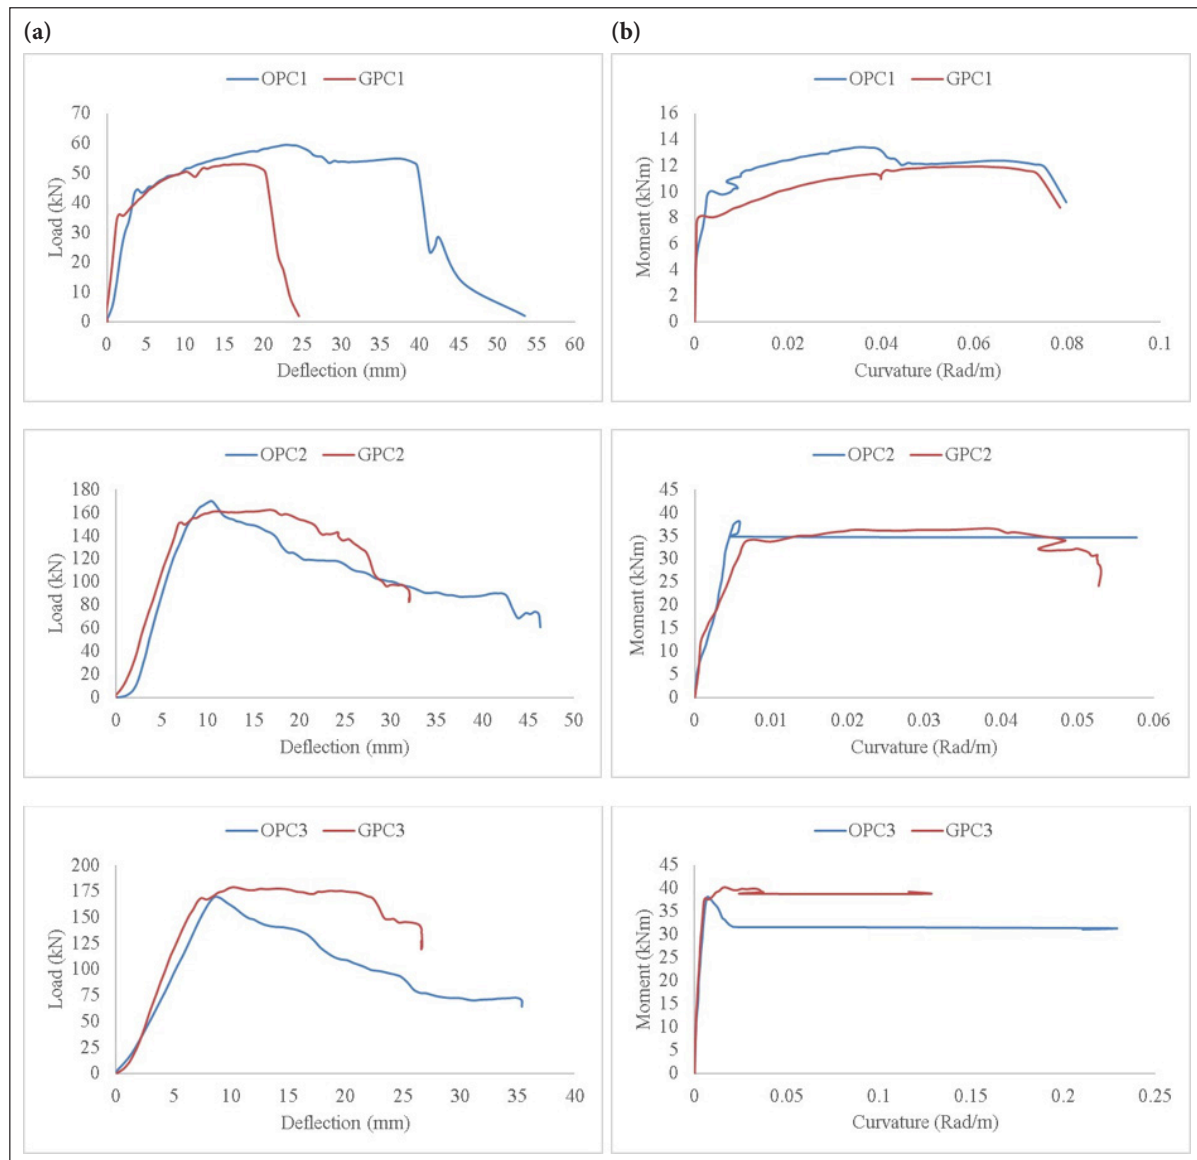 (a)
OPC1 GPC1
70
60
50
40
30
20
10
0
Load (kN)
0 5 10 15 20 25 30 35 40 45 50 55 60
Deflection (mm)
(b)
OPC1 GPC1
16
14
12
10
8
6
4
2
0
Moment (kNm)
0 0.02 0.04 0.06 0.08 0.1
Curvature (Rad/m)
OPC2 GPC2
180
160
140
120
100
80
60
40
20
0
Load (kN)
0 5 10 15 20 25 30 35 40 45 50
Deflection (mm)
OPC2 GPC2
45
40
35
30
25
20
15
10
5
0
Moment (kNm)
0 0.01 0.02 0.03 0.04 0.05 0.06
Curvature (Rad/m)
OPC3 GPC3
200
175
150
125
100
75
50
25
0
Load (kN)
0 5 10 15 20 25 30 35 40
Deflection (mm)
OPC3 GPC3
45
40
35
30
25
20
15
10
5
0
Moment (kNm)
0 0.05 0.1 0.15 0.2 0.25
Curvature (Rad/m)